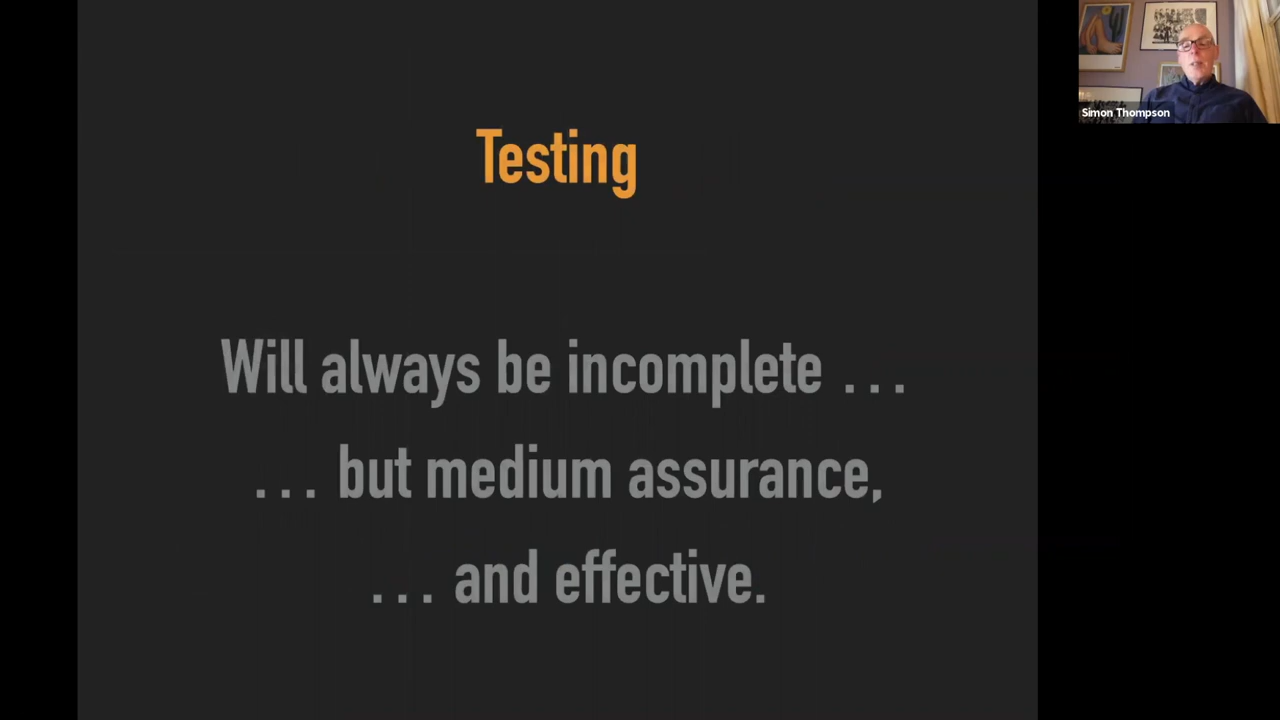 Testing
Will always be incomplete . . .
. . . but medium assurance,
. . . and effective.
Simon Thompson